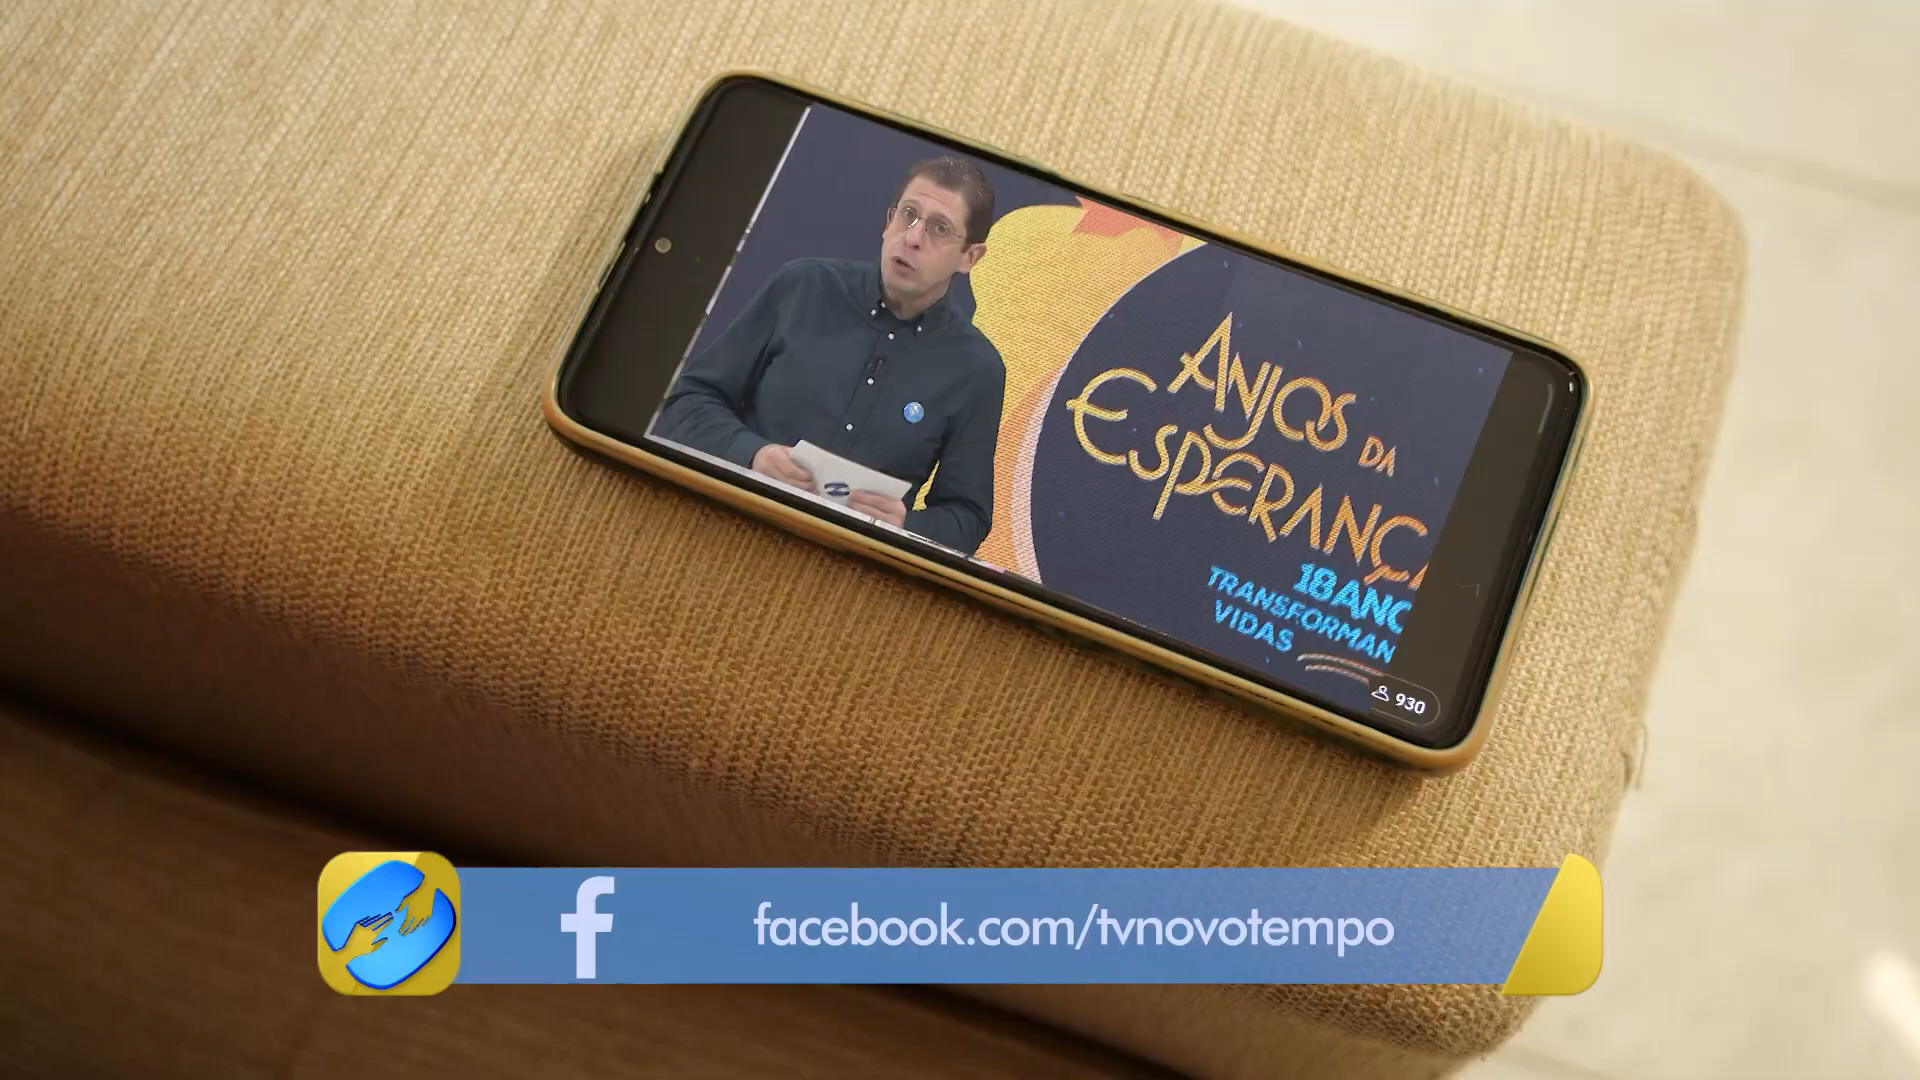 ANJOS DA
ESPERANÇA
18 ANO
TRANSFORMAN
VIDAS
930
facebook.com/tvnovotempo